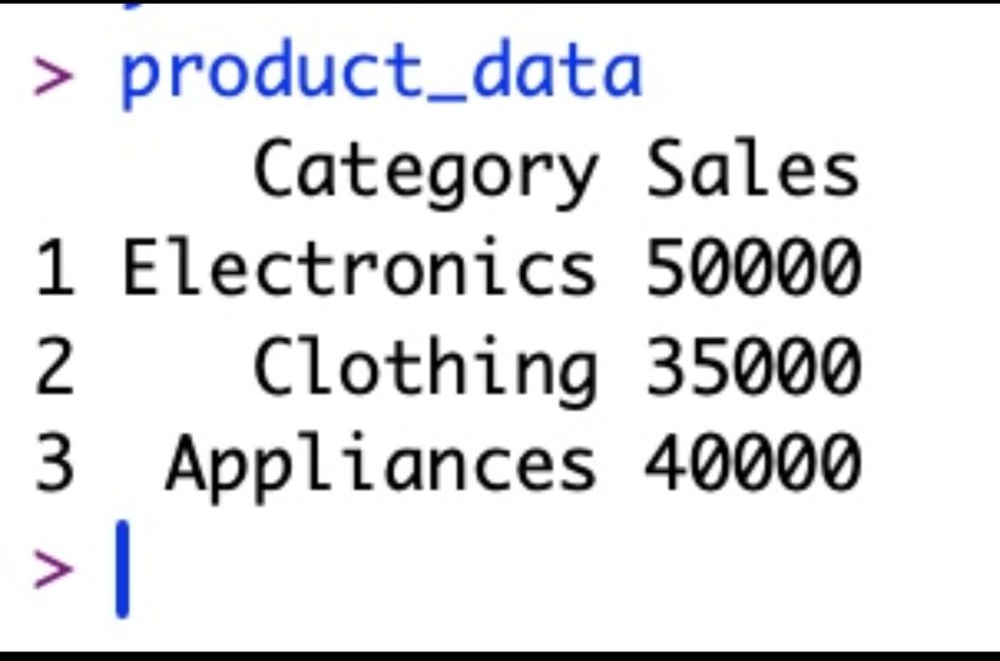 > product_data
     Category Sales
1 Electronics 50000
2    Clothing 35000
3  Appliances 40000
>